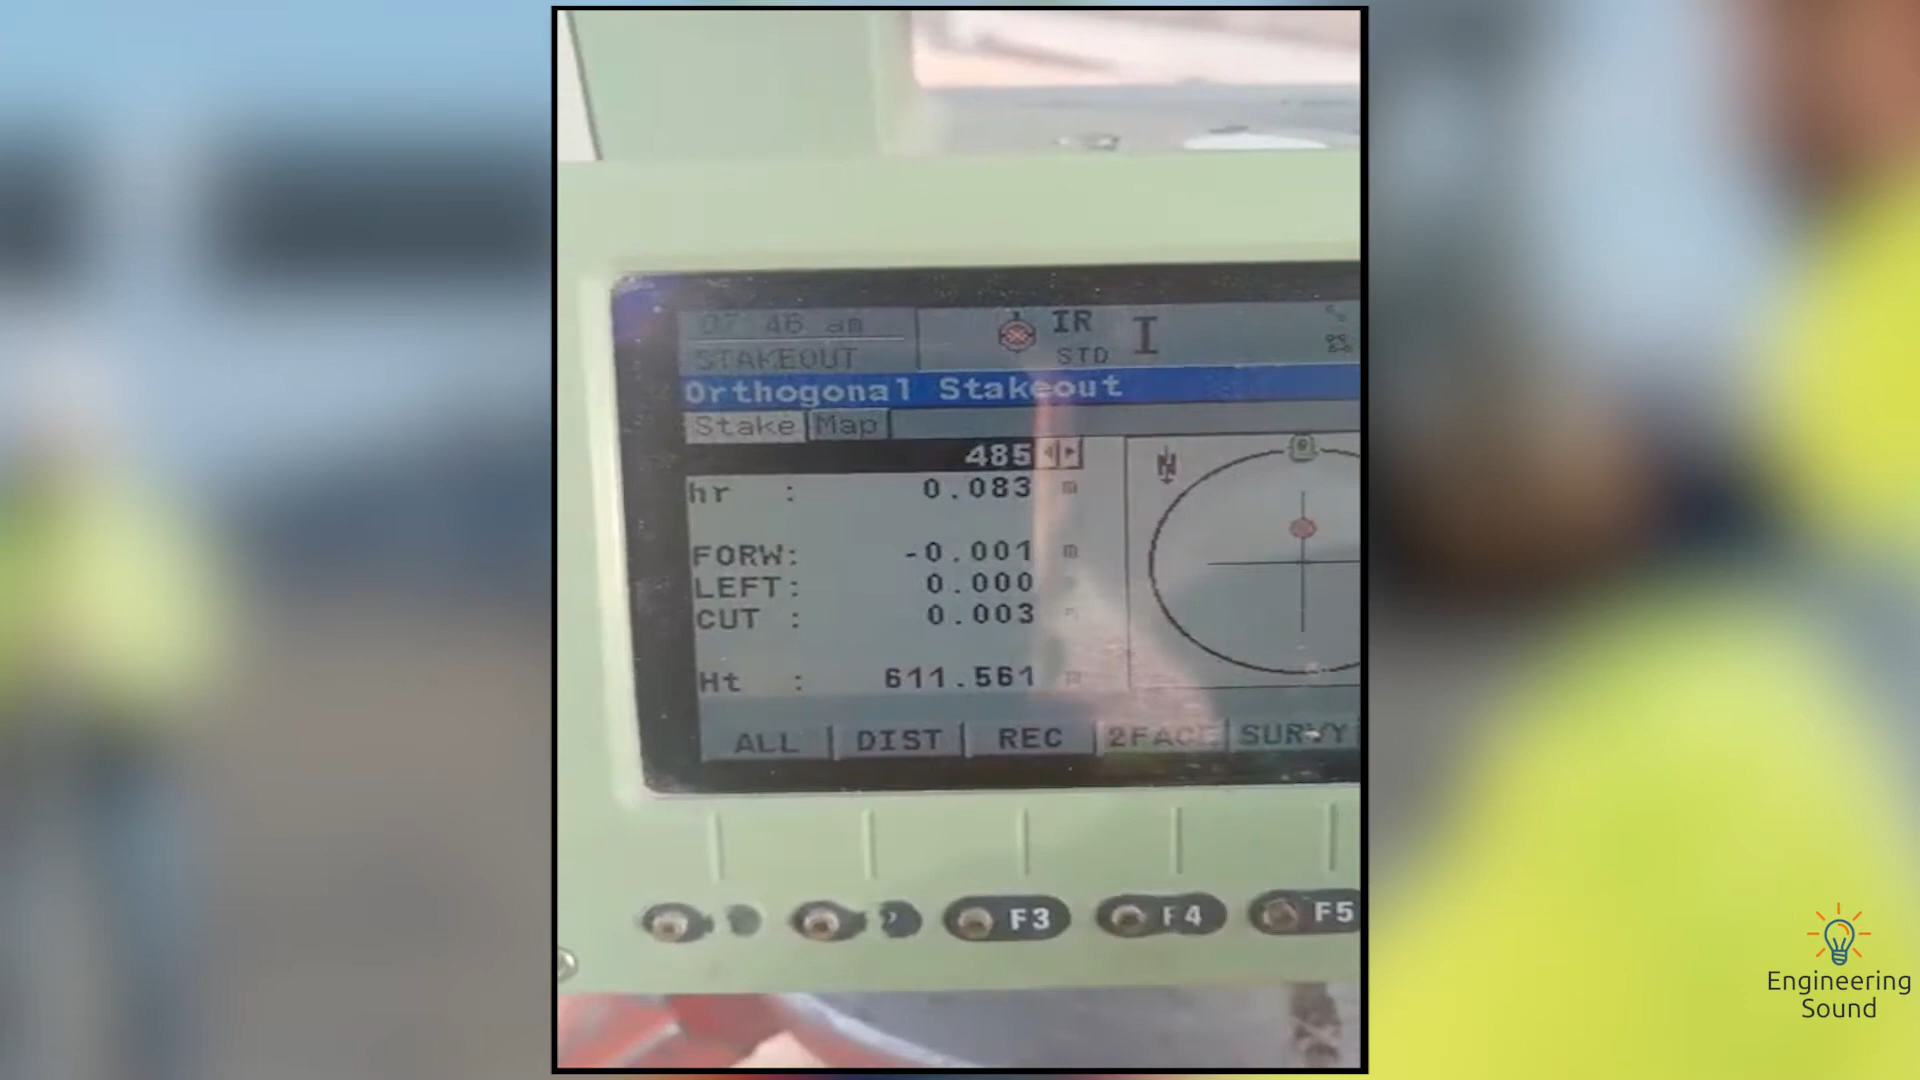 07:46 am
STAKEOUT
IR
STD
I
Orthogonal Stakeout
Stake Map
485
hr : 0.083 m
FORW: -0.001 m
LEFT: 0.000
CUT : 0.003 m
Ht : 611.561 m
N
ALL DIST REC 2FACE SURVY
F3 F4 F5
Engineering
Sound